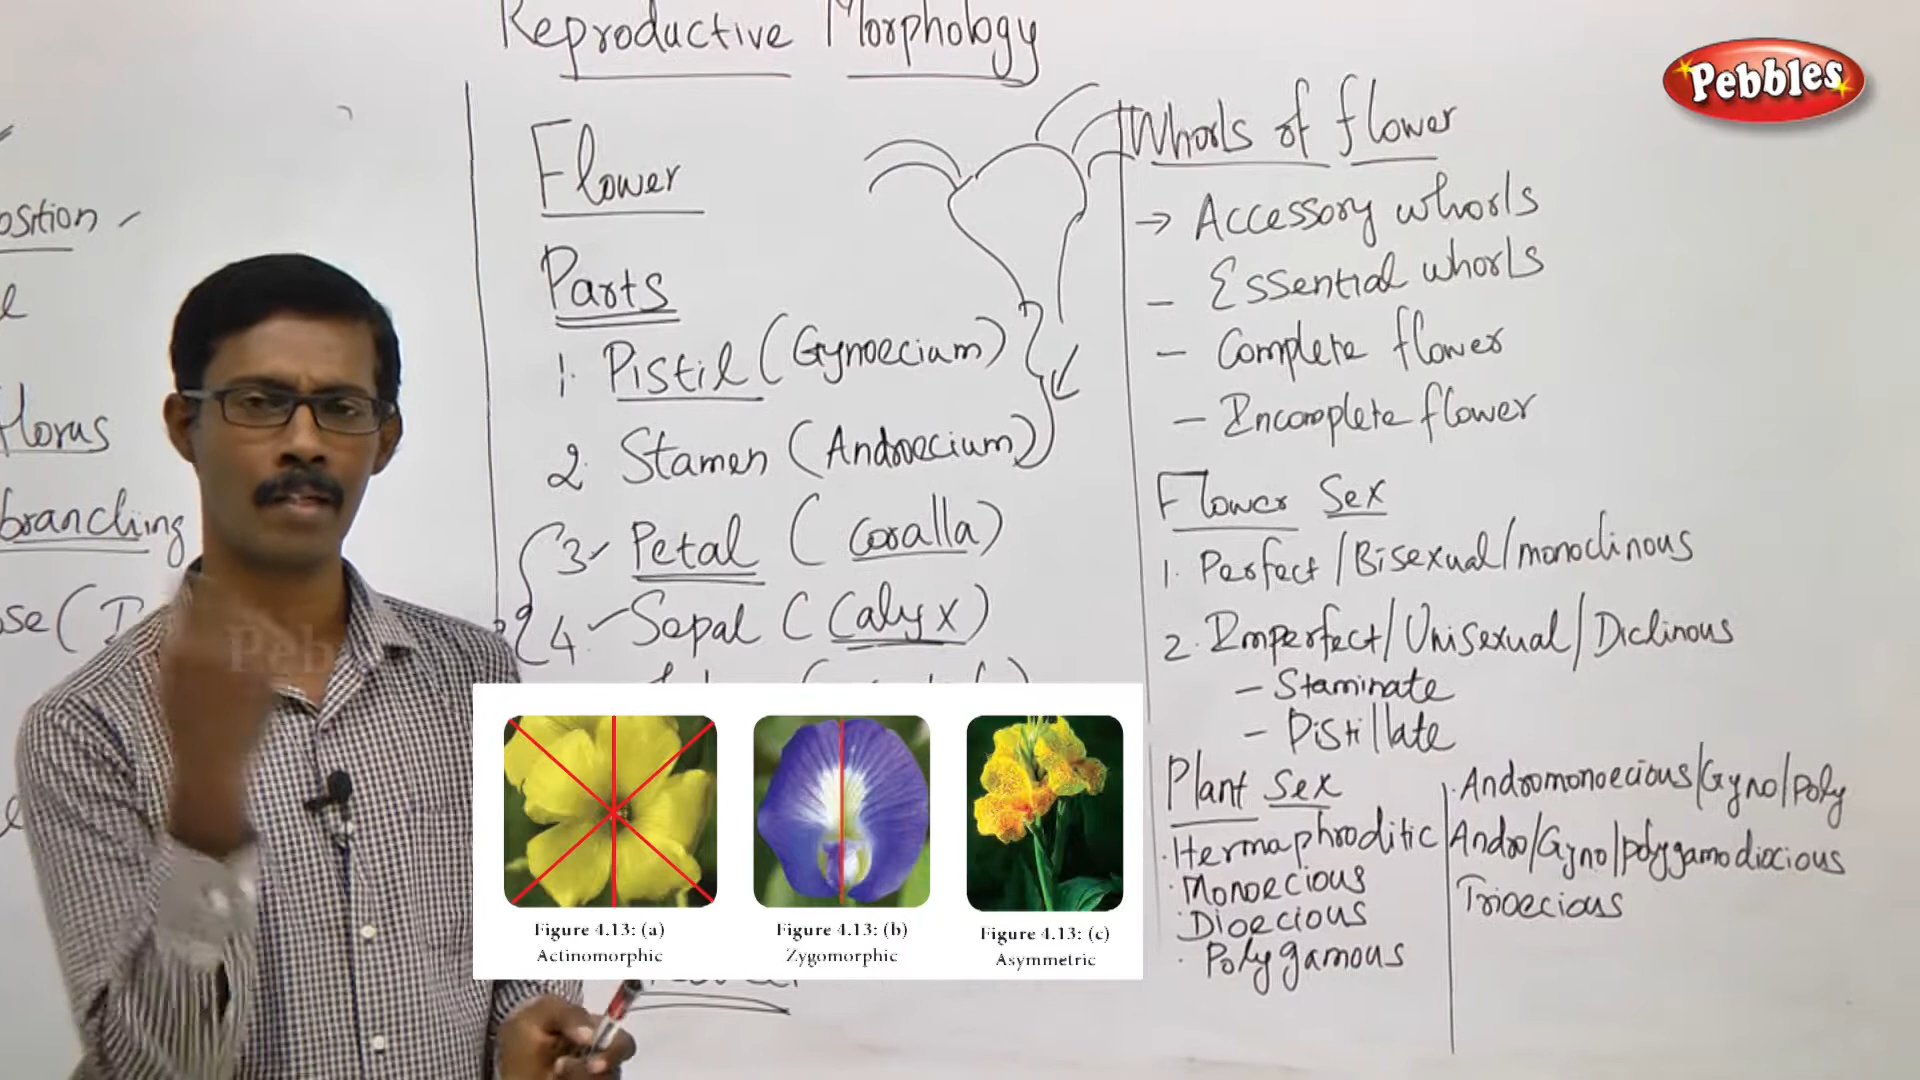 Reproductive Morphology
Pebbles
osition
florus
branching
Flower
Parts
1. Pistil (Gynoecium)
2. Stamen (Androecium)
3. Petal (Coralla)
4. Sepal (Calyx)
Whorls of flower
→ Accessory whorls
- Essential whorls
- Complete flower
- Incomplete flower
Flower Sex
1. Perfect/Bisexual/monoclinous
2. Imperfect/Unisexual/Diclinous
- Staminate
- Pistillate
Plant Sex
· Hermaphroditic
· Monoecious
· Dioecious
· Polygamous
· Andromonoecious/Gyno/Poly
Andro/Gyno/polygamodiocious
Trioecious
Figure 4.13: (a)
Actinomorphic
Figure 4.13: (b)
Zygomorphic
Figure 4.13: (c)
Asymmetric